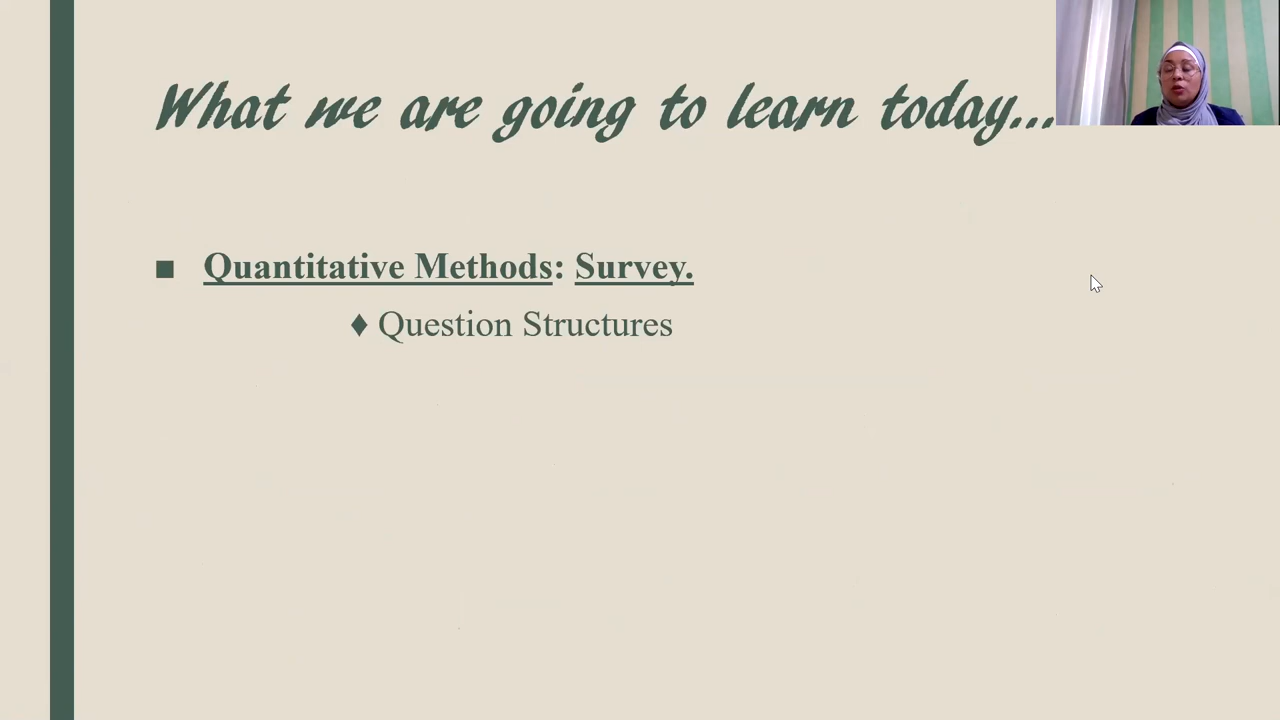 What we are going to learn today...
■ Quantitative Methods: Survey.
♦ Question Structures